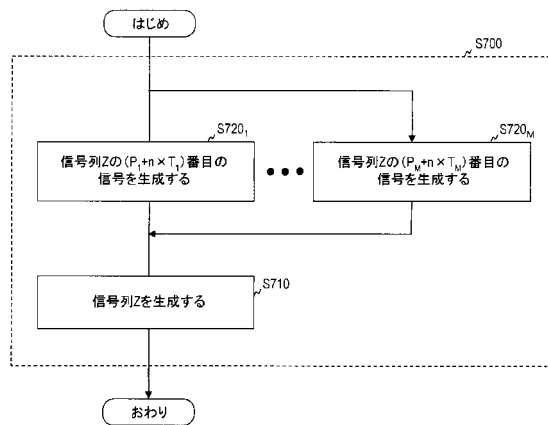 はじめ
S700
S720₁
信号列Zの(P₁+n×T₁)番目の
信号を生成する
•••
S720M
信号列Zの(PM+n×TM)番目の
信号を生成する
S710
信号列Zを生成する
おわり